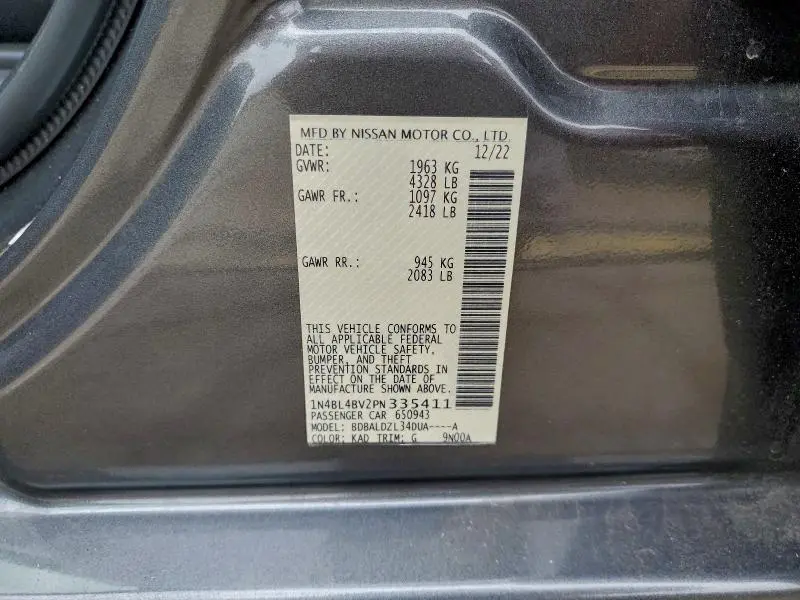 MFD BY NISSAN MOTOR CO., LTD.
DATE: 12/22
GVWR: 1963 KG
4328 LB
GAWR FR.: 1097 KG
2418 LB
GAWR RR.: 945 KG
2083 LB
THIS VEHICLE CONFORMS TO
ALL APPLICABLE FEDERAL
MOTOR VEHICLE SAFETY,
BUMPER, AND THEFT
PREVENTION STANDARDS IN
EFFECT ON THE DATE OF
MANUFACTURE SHOWN ABOVE.
1N4BL4BV2PN335411
PASSENGER CAR 650943
MODEL: BDBALDZL34DUA----A
COLOR: KAD TRIM: G 9N00A